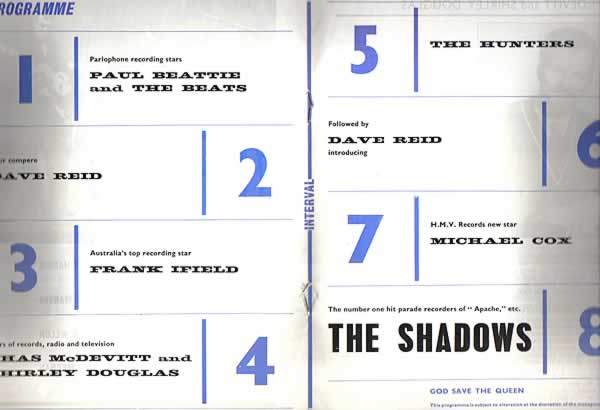 ROGRAMME
1
Parlophone recording stars
PAUL BEATTIE
and THE BEATS
ir compere
DAVE REID
2
3
Australia's top recording star
FRANK IFIELD
rs of records, radio and television
HAS McDEVITT and
HIRLEY DOUGLAS
4
INTERVAL
5
THE HUNTERS
Followed by
DAVE REID
introducing
6
7
H.M.V. Records new star
MICHAEL COX
The number one hit parade recorders of "Apache," etc.
THE SHADOWS
8
GOD SAVE THE QUEEN
This programme is subject to alteration at the discretion of the